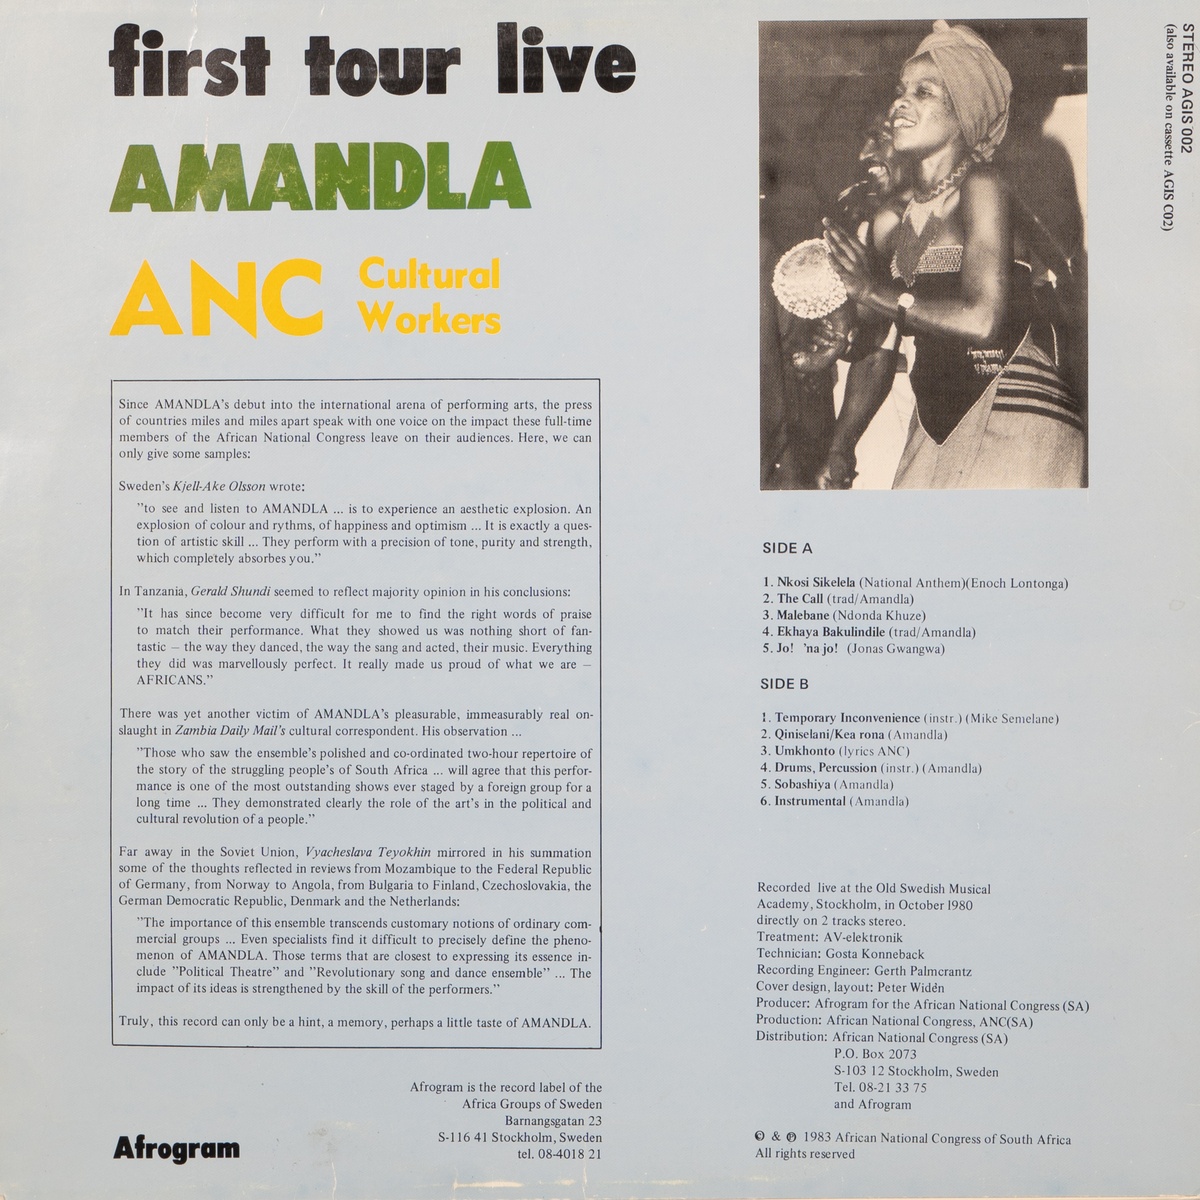 first tour live
AMANDLA
ANC Cultural
Workers
Since AMANDLA's debut into the international arena of performing arts, the press
of countries miles and miles apart speak with one voice on the impact these full-time
members of the African National Congress leave on their audiences. Here, we can
only give some samples:
Sweden's Kjell-Ake Olsson wrote:
"to see and listen to AMANDLA ... is to experience an aesthetic explosion. An
explosion of colour and rythms, of happiness and optimism ... It is exactly a ques-
tion of artistic skill ... They perform with a precision of tone, purity and strength,
which completely absorbes you."
In Tanzania, Gerald Shundi seemed to reflect majority opinion in his conclusions:
"It has since become very difficult for me to find the right words of praise
to match their performance. What they showed us was nothing short of fan-
tastic – the way they danced, the way the sang and acted, their music. Everything
they did was marvellously perfect. It really made us proud of what we are –
AFRICANS."
There was yet another victim of AMANDLA's pleasurable, immeasurably real on-
slaught in Zambia Daily Mail's cultural correspondent. His observation ...
"Those who saw the ensemble's polished and co-ordinated two-hour repertoire of
the story of the struggling people's of South Africa ... will agree that this perfor-
mance is one of the most outstanding shows ever staged by a foreign group for a
long time ... They demonstrated clearly the role of the art's in the political and
cultural revolution of a people."
Far away in the Soviet Union, Vyacheslava Teyokhin mirrored in his summation
some of the thoughts reflected in reviews from Mozambique to the Federal Republic
of Germany, from Norway to Angola, from Bulgaria to Finland, Czechoslovakia, the
German Democratic Republic, Denmark and the Netherlands:
"The importance of this ensemble transcends customary notions of ordinary com-
mercial groups ... Even specialists find it difficult to precisely define the pheno-
menon of AMANDLA. Those terms that are closest to expressing its essence in-
clude "Political Theatre" and "Revolutionary song and dance ensemble" ... The
impact of its ideas is strengthened by the skill of the performers."
Truly, this record can only be a hint, a memory, perhaps a little taste of AMANDLA.
Afrogram is the record label of the
Africa Groups of Sweden
Barnangsgatan 23
S-116 41 Stockholm, Sweden
tel. 08-4018 21
Afrogram
STEREO AGIS 002
(also available on cassette AGIS C02)
SIDE A
1. Nkosi Sikelela (National Anthem)(Enoch Lontonga)
2. The Call (trad/Amandla)
3. Malebane (Ndonda Khuze)
4. Ekhaya Bakulindile (trad/Amandla)
5. Jo! 'na jo! (Jonas Gwangwa)
SIDE B
1. Temporary Inconvenience (instr.) (Mike Semelane)
2. Qiniselani/Kea rona (Amandla)
3. Umkhonto (lyrics ANC)
4. Drums, Percussion (instr.) (Amandla)
5. Sobashiya (Amandla)
6. Instrumental (Amandla)
Recorded live at the Old Swedish Musical
Academy, Stockholm, in October 1980
directly on 2 tracks stereo.
Treatment: AV-elektronik
Technician: Gosta Konneback
Recording Engineer: Gerth Palmcrantz
Cover design, layout: Peter Widén
Producer: Afrogram for the African National Congress (SA)
Production: African National Congress, ANC(SA)
Distribution: African National Congress (SA)
P.O. Box 2073
S-103 12 Stockholm, Sweden
Tel. 08-21 33 75
and Afrogram
© & ℗ 1983 African National Congress of South Africa
All rights reserved